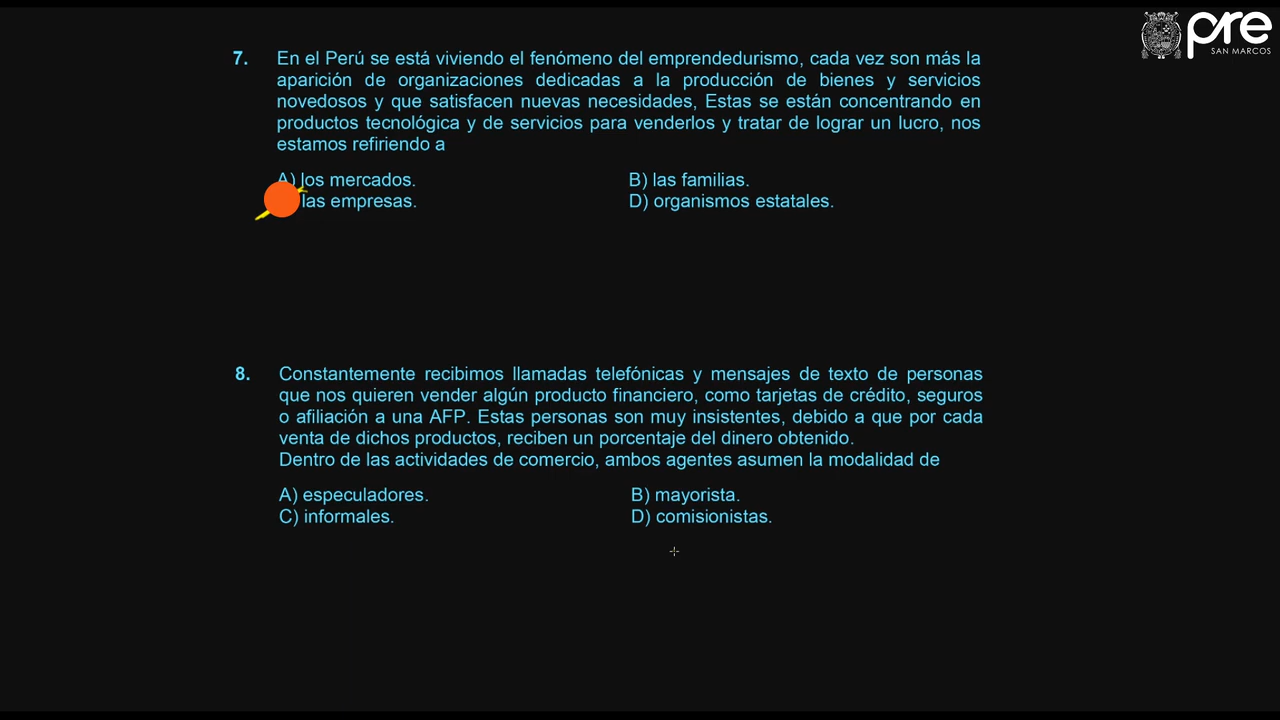 pre
SAN MARCOS
7. En el Perú se está viviendo el fenómeno del emprendedurismo, cada vez son más la
aparición de organizaciones dedicadas a la producción de bienes y servicios
novedosos y que satisfacen nuevas necesidades, Estas se están concentrando en
productos tecnológica y de servicios para venderlos y tratar de lograr un lucro, nos
estamos refiriendo a
A) los mercados. B) las familias.
las empresas. D) organismos estatales.
8. Constantemente recibimos llamadas telefónicas y mensajes de texto de personas
que nos quieren vender algún producto financiero, como tarjetas de crédito, seguros
o afiliación a una AFP. Estas personas son muy insistentes, debido a que por cada
venta de dichos productos, reciben un porcentaje del dinero obtenido.
Dentro de las actividades de comercio, ambos agentes asumen la modalidad de
A) especuladores. B) mayorista.
C) informales. D) comisionistas.